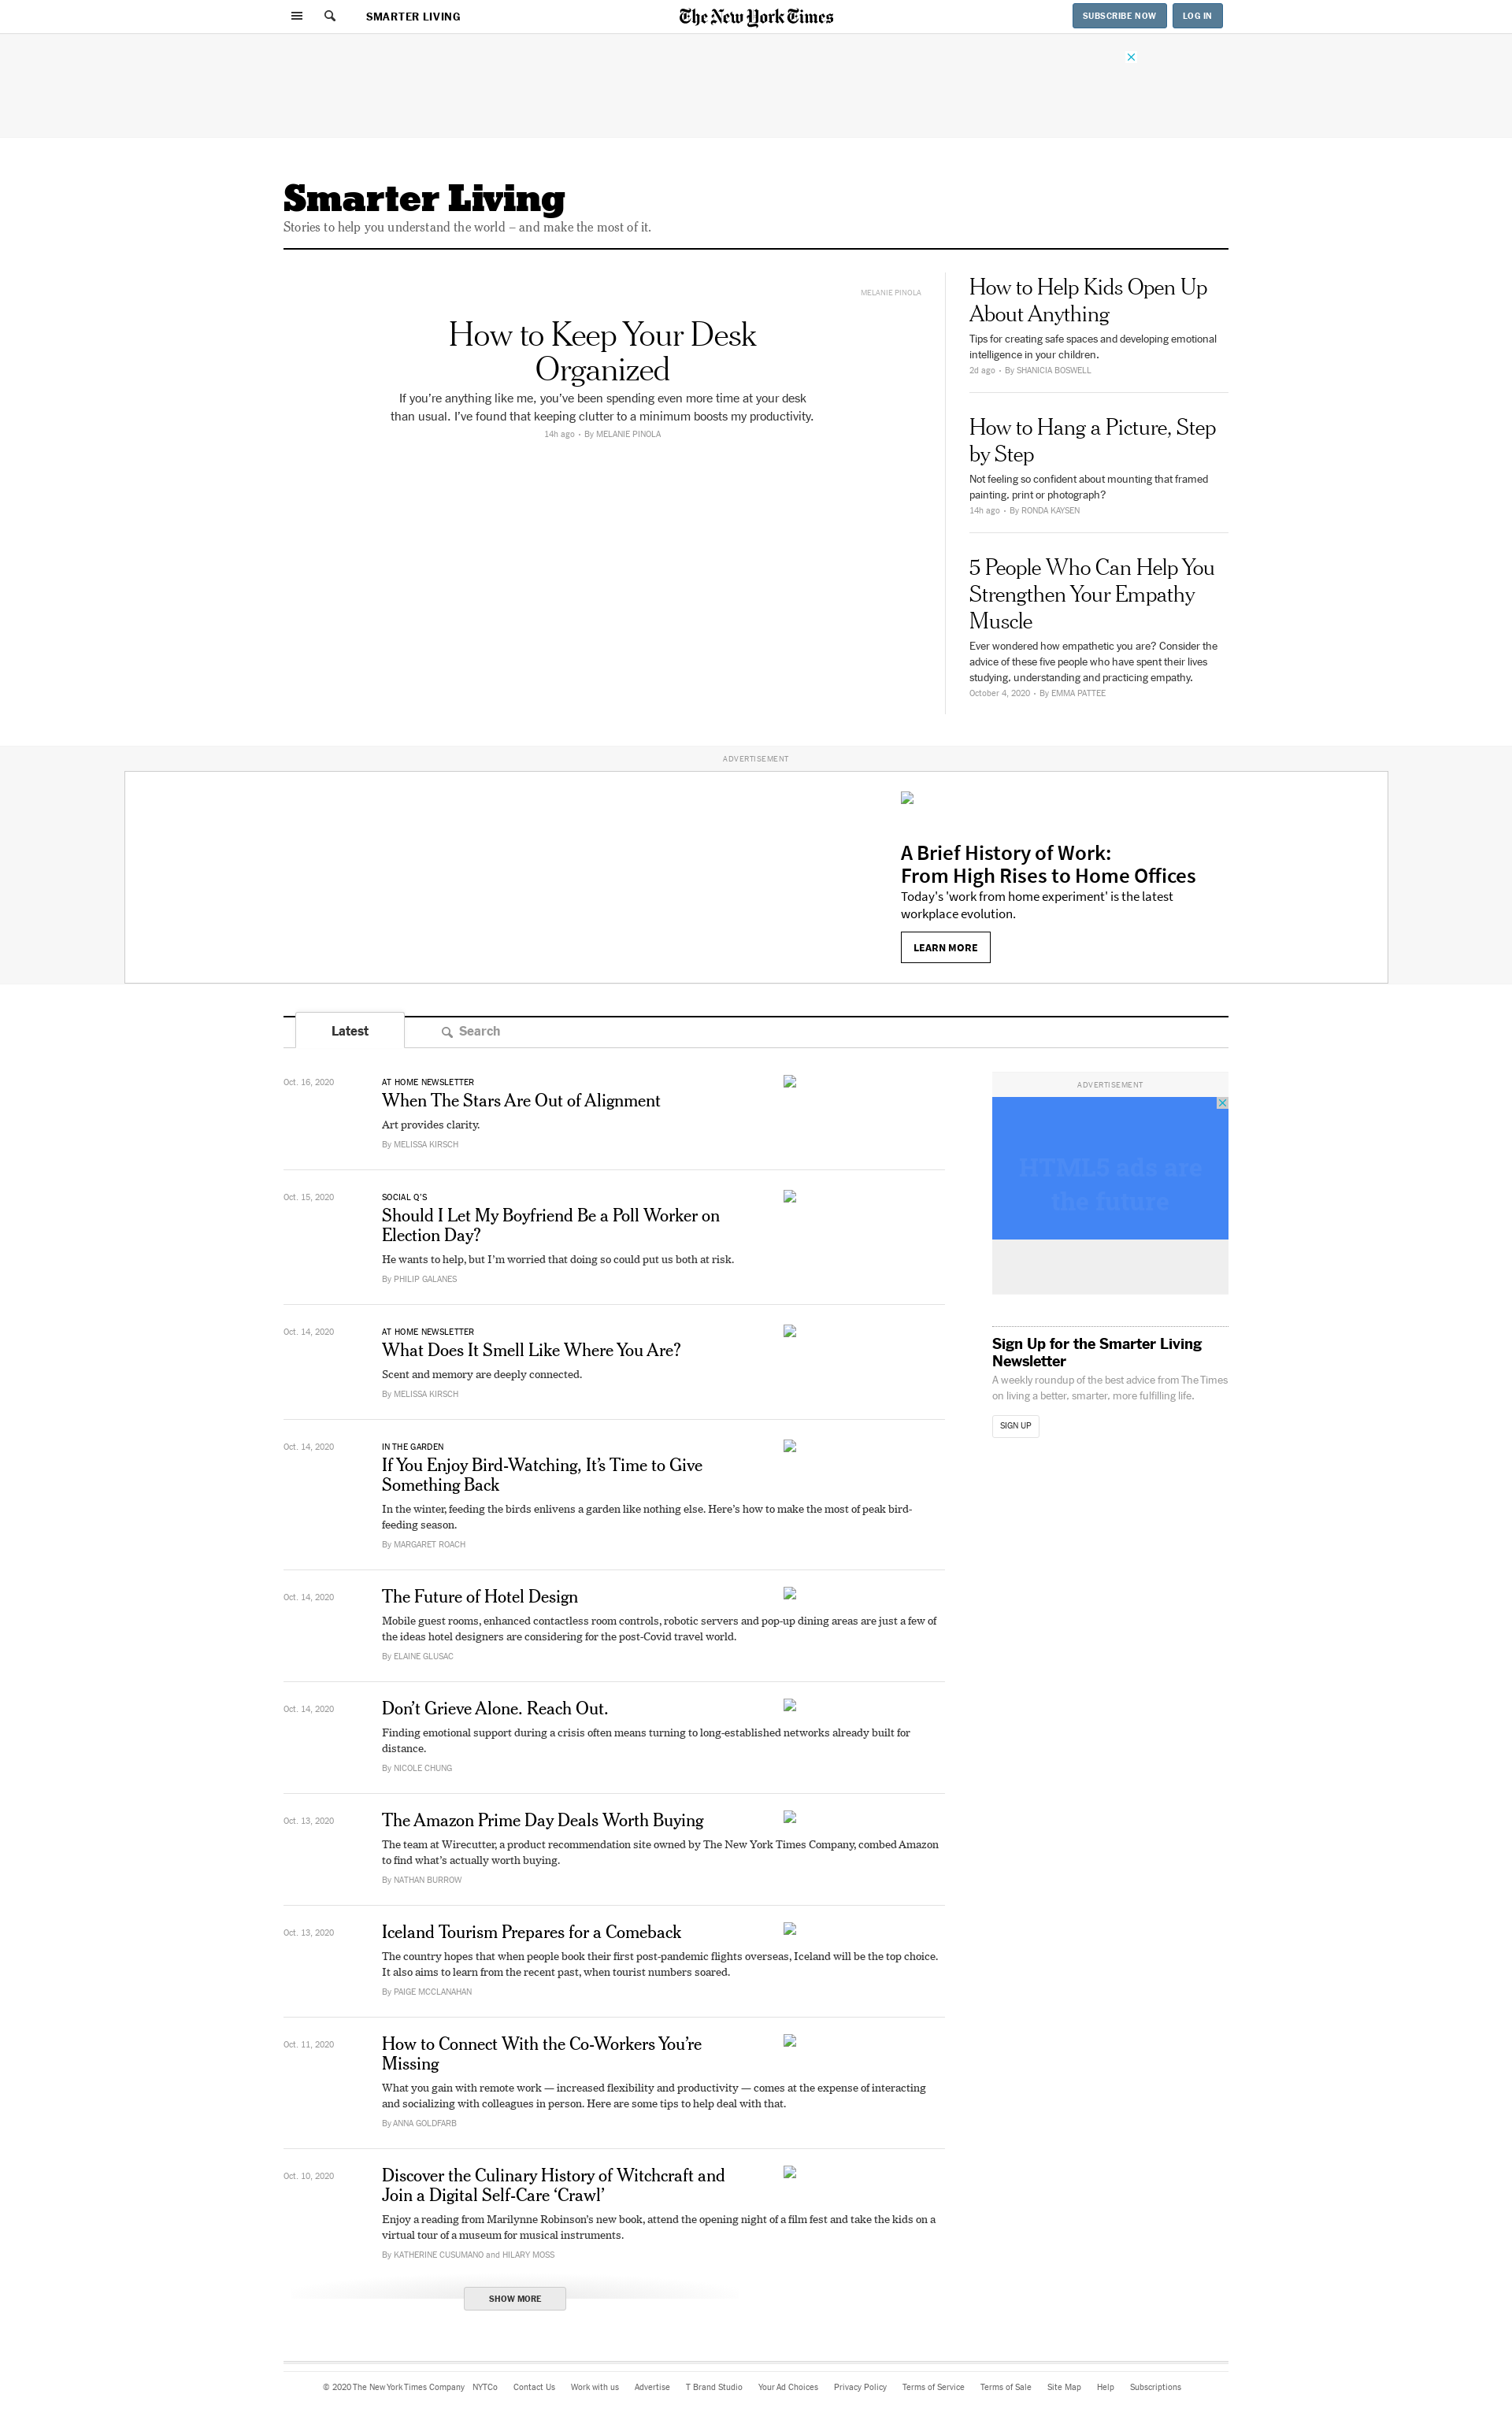 SMARTER LIVING
The New York Times
SUBSCRIBE NOW
LOG IN
Smarter Living
Stories to help you understand the world – and make the most of it.
MELANIE PINOLA
How to Keep Your Desk
Organized
If you’re anything like me, you’ve been spending even more time at your desk
than usual. I’ve found that keeping clutter to a minimum boosts my productivity.
14h ago • By MELANIE PINOLA
How to Help Kids Open Up
About Anything
Tips for creating safe spaces and developing emotional
intelligence in your children.
2d ago • By SHANICIA BOSWELL
How to Hang a Picture, Step
by Step
Not feeling so confident about mounting that framed
painting, print or photograph?
14h ago • By RONDA KAYSEN
5 People Who Can Help You
Strengthen Your Empathy
Muscle
Ever wondered how empathetic you are? Consider the
advice of these five people who have spent their lives
studying, understanding and practicing empathy.
October 4, 2020 • By EMMA PATTEE
ADVERTISEMENT
A Brief History of Work:
From High Rises to Home Offices
Today's 'work from home experiment' is the latest
workplace evolution.
LEARN MORE
Latest
Search
Oct. 16, 2020
AT HOME NEWSLETTER
When The Stars Are Out of Alignment
Art provides clarity.
By MELISSA KIRSCH
Oct. 15, 2020
SOCIAL Q’S
Should I Let My Boyfriend Be a Poll Worker on
Election Day?
He wants to help, but I’m worried that doing so could put us both at risk.
By PHILIP GALANES
Oct. 14, 2020
AT HOME NEWSLETTER
What Does It Smell Like Where You Are?
Scent and memory are deeply connected.
By MELISSA KIRSCH
Oct. 14, 2020
IN THE GARDEN
If You Enjoy Bird-Watching, It’s Time to Give
Something Back
In the winter, feeding the birds enlivens a garden like nothing else. Here’s how to make the most of peak bird-
feeding season.
By MARGARET ROACH
Oct. 14, 2020
The Future of Hotel Design
Mobile guest rooms, enhanced contactless room controls, robotic servers and pop-up dining areas are just a few of
the ideas hotel designers are considering for the post-Covid travel world.
By ELAINE GLUSAC
Oct. 14, 2020
Don’t Grieve Alone. Reach Out.
Finding emotional support during a crisis often means turning to long-established networks already built for
distance.
By NICOLE CHUNG
Oct. 13, 2020
The Amazon Prime Day Deals Worth Buying
The team at Wirecutter, a product recommendation site owned by The New York Times Company, combed Amazon
to find what’s actually worth buying.
By NATHAN BURROW
Oct. 13, 2020
Iceland Tourism Prepares for a Comeback
The country hopes that when people book their first post-pandemic flights overseas, Iceland will be the top choice.
It also aims to learn from the recent past, when tourist numbers soared.
By PAIGE MCCLANAHAN
Oct. 11, 2020
How to Connect With the Co-Workers You’re
Missing
What you gain with remote work — increased flexibility and productivity — comes at the expense of interacting
and socializing with colleagues in person. Here are some tips to help deal with that.
By ANNA GOLDFARB
Oct. 10, 2020
Discover the Culinary History of Witchcraft and
Join a Digital Self-Care ‘Crawl’
Enjoy a reading from Marilynne Robinson’s new book, attend the opening night of a film fest and take the kids on a
virtual tour of a museum for musical instruments.
By KATHERINE CUSUMANO and HILARY MOSS
SHOW MORE
ADVERTISEMENT
HTML5 ads are
the future
Sign Up for the Smarter Living
Newsletter
A weekly roundup of the best advice from The Times
on living a better, smarter, more fulfilling life.
SIGN UP
© 2020 The New York Times Company NYTCo Contact Us Work with us Advertise T Brand Studio Your Ad Choices Privacy Policy Terms of Service Terms of Sale Site Map Help Subscriptions